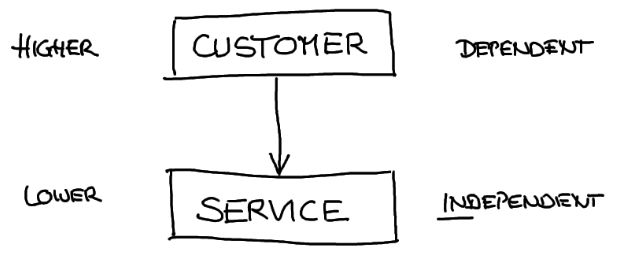 HIGHER CUSTOMER DEPENDENT
LOWER SERVICE INDEPENDENT